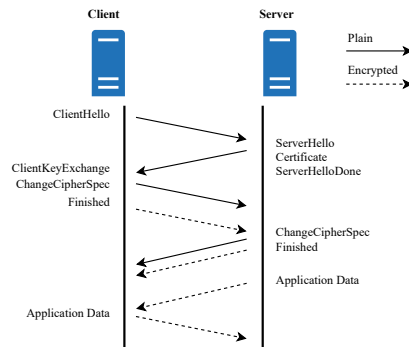 Client
Server
Plain
Encrypted
ClientHello
ServerHello
Certificate
ServerHelloDone
ClientKeyExchange
ChangeCipherSpec
Finished
ChangeCipherSpec
Finished
Application Data
Application Data